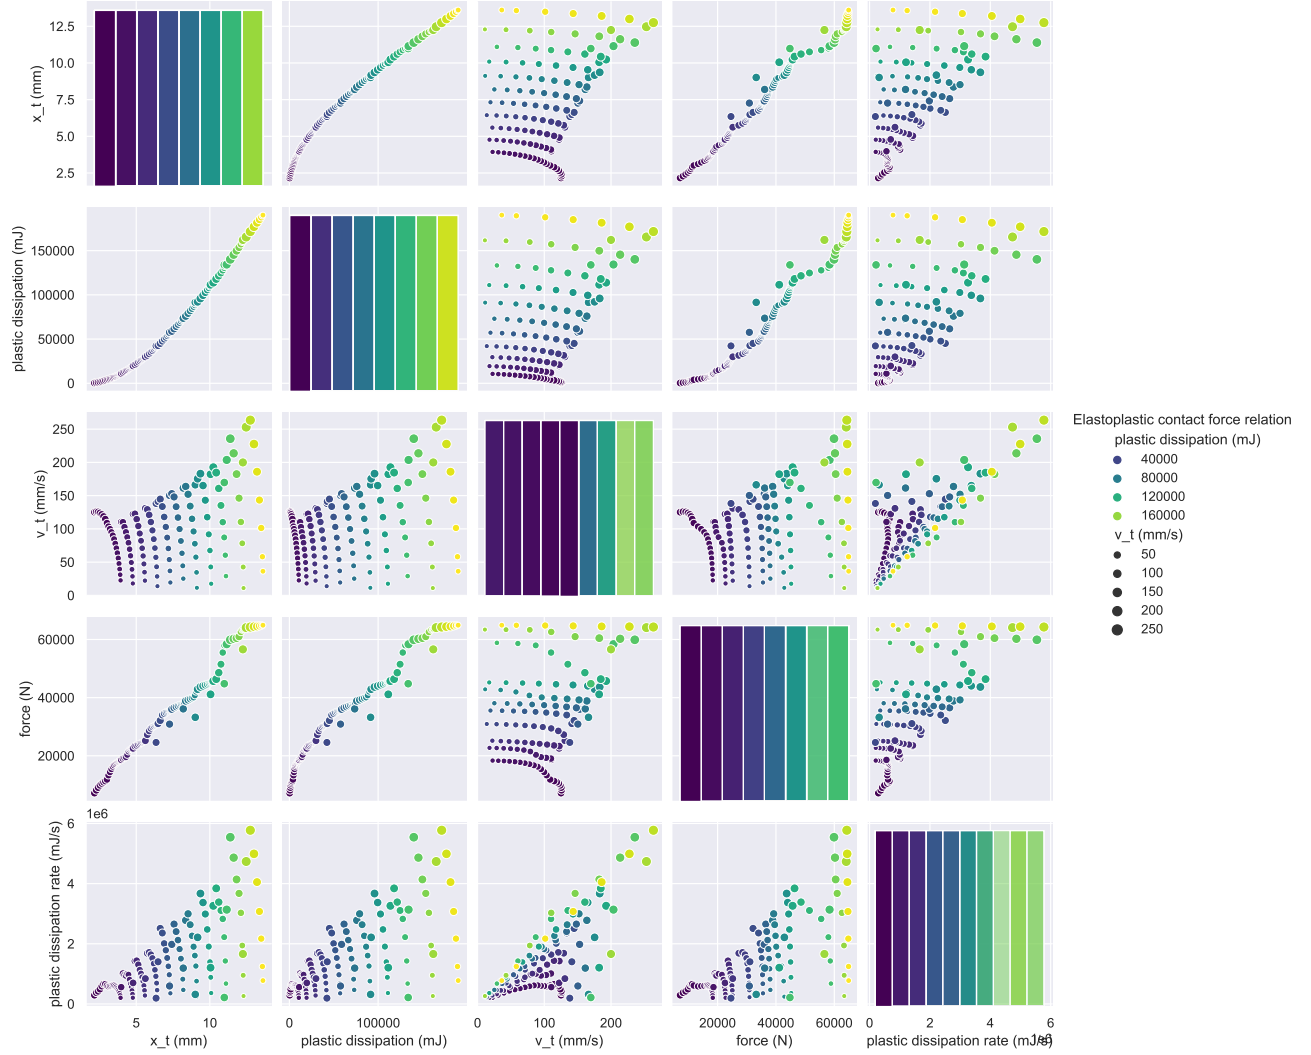 12.5
10.0
7.5
5.0
2.5
x_t (mm)
150000
100000
50000
0
plastic dissipation (mJ)
250
200
150
100
50
0
v_t (mm/s)
Elastoplastic contact force relation
plastic dissipation (mJ)
40000
80000
120000
160000
v_t (mm/s)
50
100
150
200
250
60000
40000
20000
force (N)
1e6
6
4
2
0
plastic dissipation rate (mJ/s)
5 10
x_t (mm)
0 100000
plastic dissipation (mJ)
0 100 200
v_t (mm/s)
20000 40000 60000
force (N)
0 2 4 6
plastic dissipation rate (mJ/s)
1e6